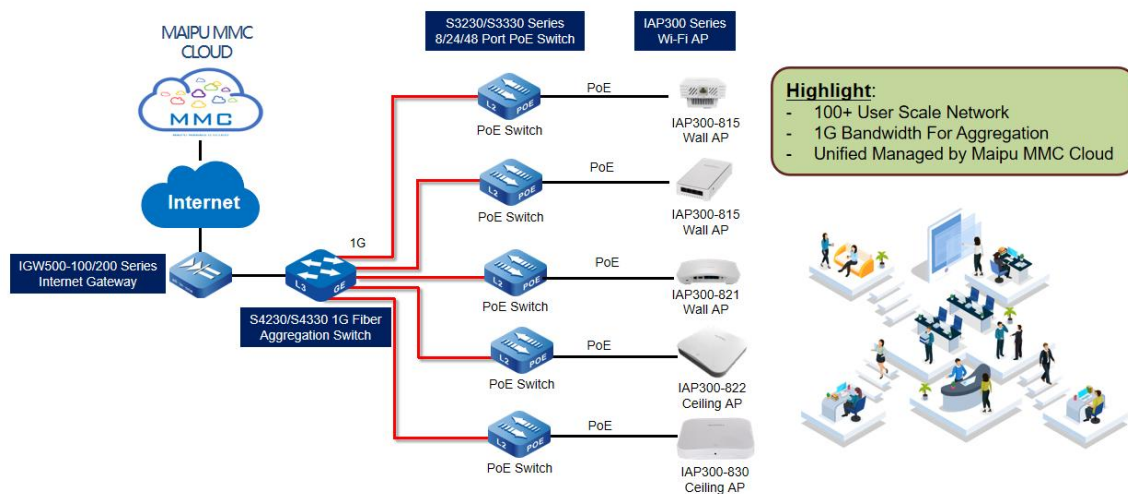 MAIPU MMC
CLOUD
MMC
Internet
IGW500-100/200 Series
Internet Gateway
L3 GE
S4230/S4330 1G Fiber
Aggregation Switch
1G
S3230/S3330 Series
8/24/48 Port PoE Switch
IAP300 Series
Wi-Fi AP
L2 POE
PoE Switch
PoE
IAP300-815
Wall AP
L2 POE
PoE Switch
PoE
IAP300-815
Wall AP
L2 POE
PoE Switch
PoE
IAP300-821
Wall AP
L2 POE
PoE Switch
PoE
IAP300-822
Ceiling AP
L2 POE
PoE Switch
PoE
IAP300-830
Ceiling AP
Highlight:
- 100+ User Scale Network
- 1G Bandwidth For Aggregation
- Unified Managed by Maipu MMC Cloud